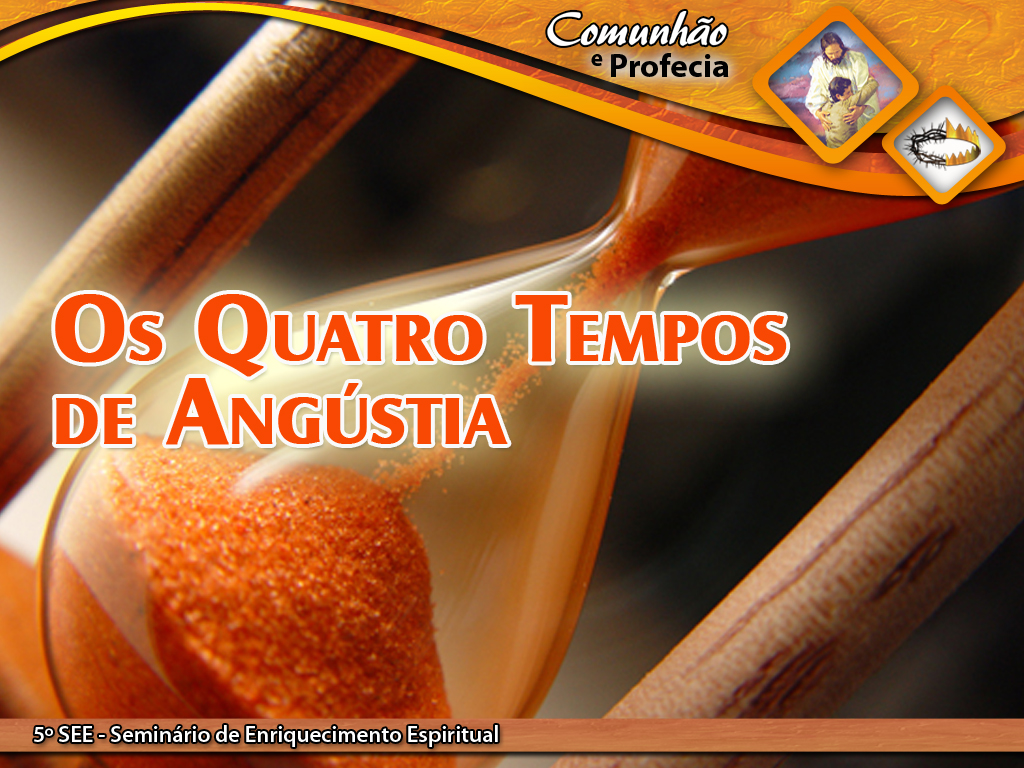 Comunhão
e Profecia
Os Quatro Tempos
de Angústia
5º SEE - Seminário de Enriquecimento Espiritual